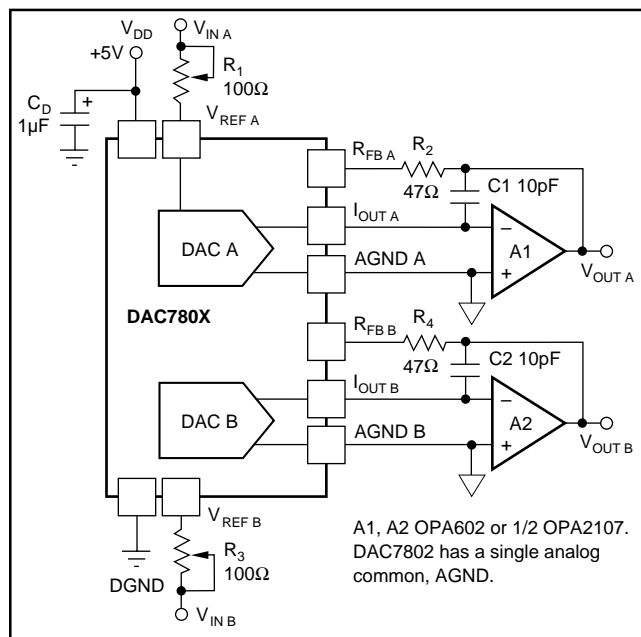 V_DD
+5V
C_D
+
1µF
V_IN A
R_1
100Ω
V_REF A
R_FB A
R_2
47Ω
C1 10pF
I_OUT A
DAC A
AGND A
–
+
A1
V_OUT A
DAC780X
R_FB B
R_4
47Ω
C2 10pF
I_OUT B
DAC B
AGND B
–
+
A2
V_OUT B
V_REF B
R_3
100Ω
DGND
V_IN B
A1, A2 OPA602 or 1/2 OPA2107.
DAC7802 has a single analog
common, AGND.